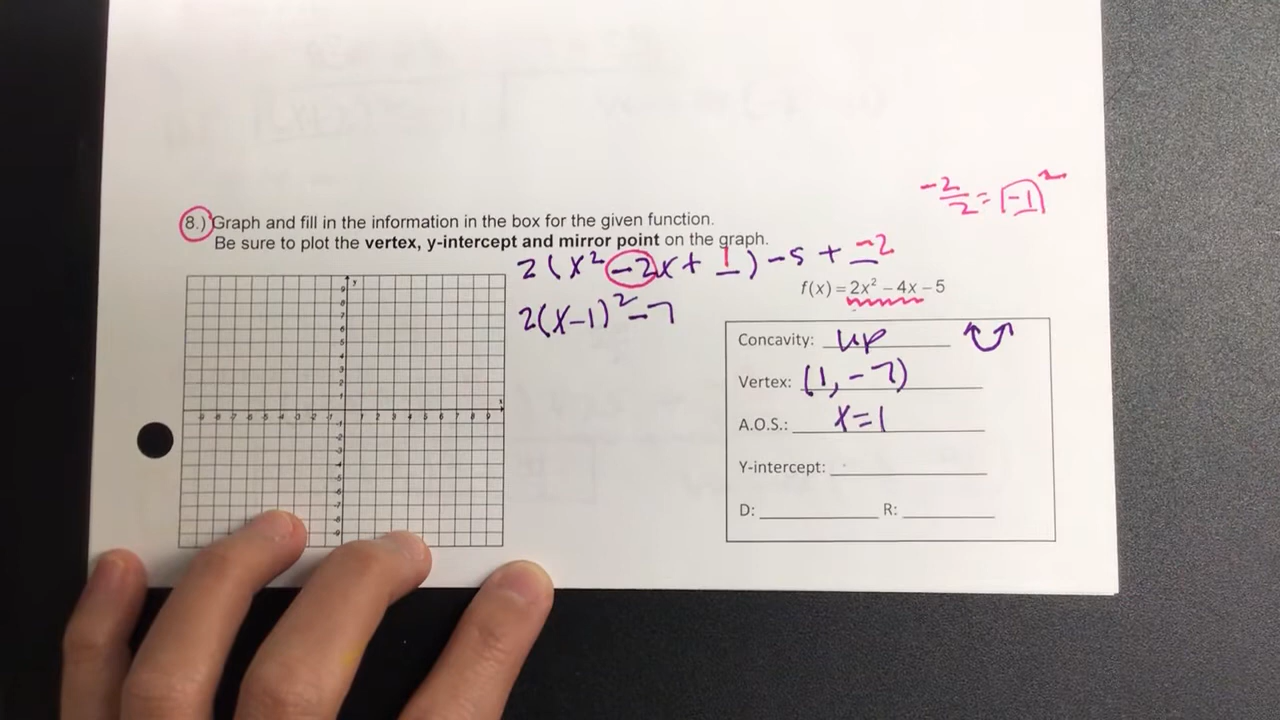 -2/2 = -1 ²
8.) Graph and fill in the information in the box for the given function.
Be sure to plot the vertex, y-intercept and mirror point on the graph.
2(x² -2x + 1) -5 + -2
f(x) = 2x² − 4x − 5
2(x-1)² -7
Concavity: up
Vertex: (1, -7)
A.O.S.: x=1
Y-intercept:
D: R: